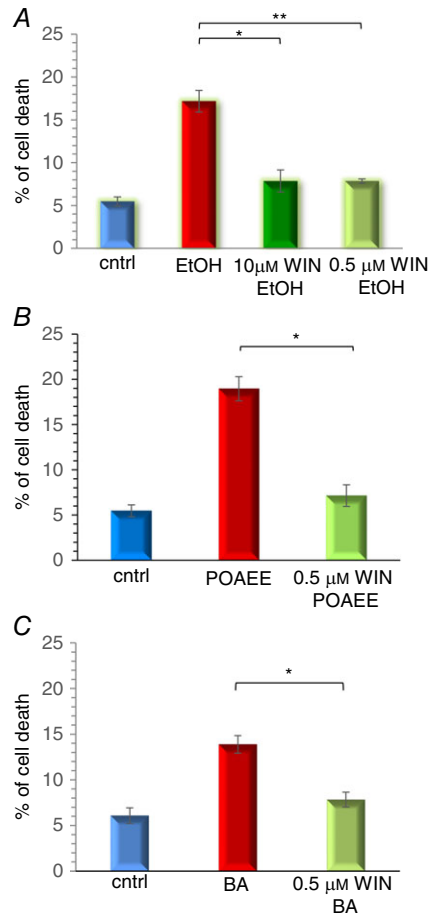 A
**
*
25
20
15
10
5
0
% of cell death
cntrl EtOH 10μM WIN EtOH 0.5 μM WIN EtOH
B
*
25
20
15
10
5
0
% of cell death
cntrl POAEE 0.5 μM WIN POAEE
C
*
25
20
15
10
5
0
% of cell death
cntrl BA 0.5 μM WIN BA